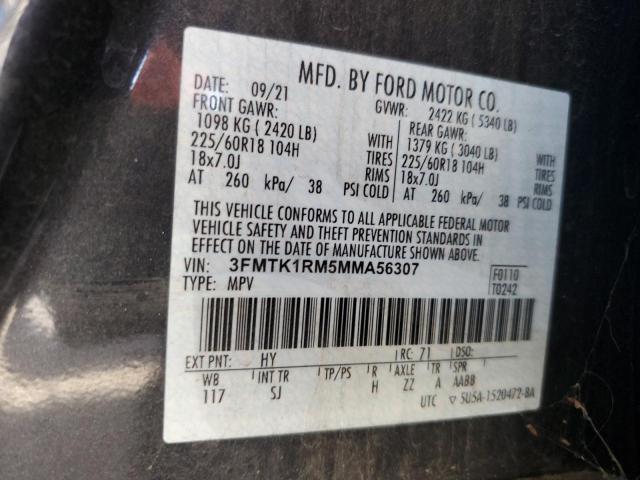 MFD. BY FORD MOTOR CO.
DATE: 09/21 GVWR: 2422 KG ( 5340 LB)
FRONT GAWR: REAR GAWR:
1098 KG ( 2420 LB) WITH 1379 KG ( 3040 LB) WITH
225/60R18 104H TIRES 225/60R18 104H TIRES
18x7.0J RIMS 18x7.0J RIMS
AT 260 kPa/ 38 PSI COLD AT 260 kPa/ 38 PSI COLD
THIS VEHICLE CONFORMS TO ALL APPLICABLE FEDERAL MOTOR
VEHICLE SAFETY AND THEFT PREVENTION STANDARDS IN
EFFECT ON THE DATE OF MANUFACTURE SHOWN ABOVE.
VIN: 3FMTK1RM5MMA56307 F0110
TYPE: MPV T0242
EXT PNT: HY RC: 71 DSO:
WB INT TR TP/PS R AXLE TR SPR
117 SJ H ZZ A AABB
UTC ▽ 5U5A-1520472-BA